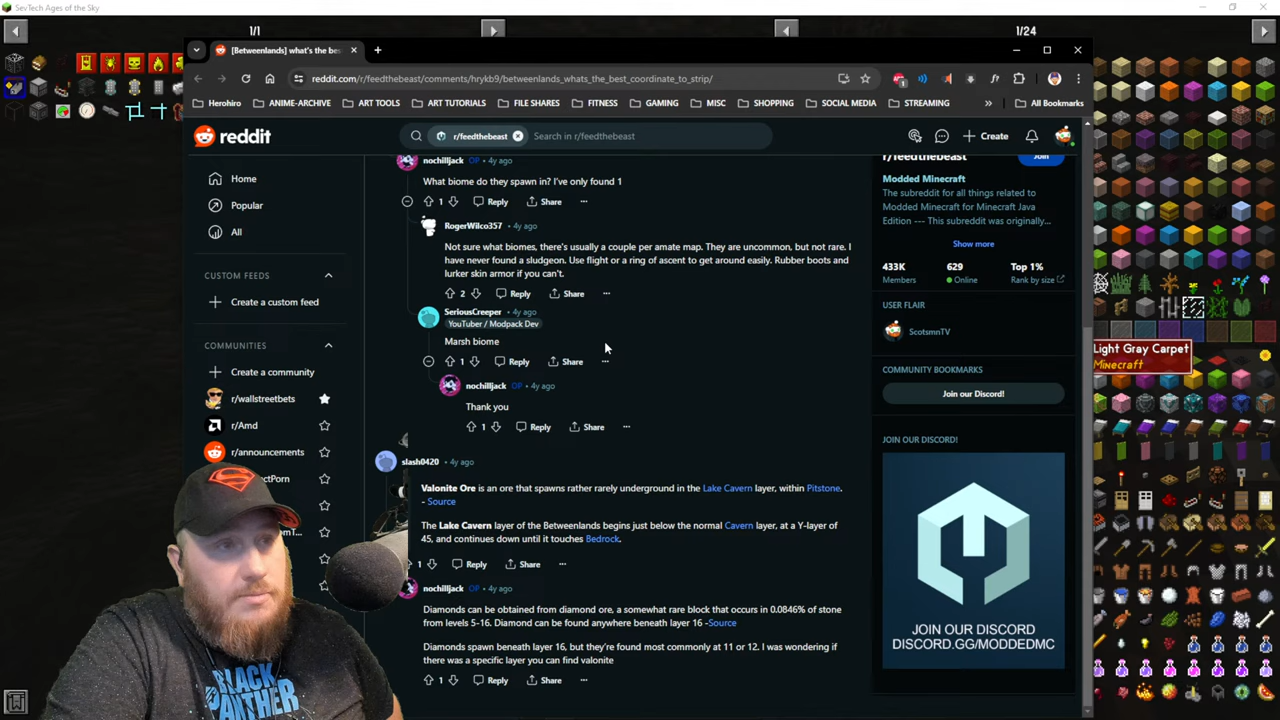 SevTech Ages of the Sky
1/1
1/24
[Betweenlands] what's the bes
reddit.com/r/feedthebeast/comments/hrykb9/betweenlands_whats_the_best_coordinate_to_strip/
Herohiro
ANIME-ARCHIVE
ART TOOLS
ART TUTORIALS
FILE SHARES
FITNESS
GAMING
MISC
SHOPPING
SOCIAL MEDIA
STREAMING
»
All Bookmarks
reddit
r/feedthebeast
Search in r/feedthebeast
Create
Home
Popular
All
CUSTOM FEEDS
Create a custom feed
COMMUNITIES
Create a community
r/wallstreetbets
r/Amd
r/announcements
nochilljack OP • 4y ago
What biome do they spawn in? I've only found 1
1 Reply Share ...
RogerWilco357 • 4y ago
Not sure what biomes, there's usually a couple per amate map. They are uncommon, but not rare. I
have never found a sludgeon. Use flight or a ring of ascent to get around easily. Rubber boots and
lurker skin armor if you can't.
2 Reply Share ...
SeriousCreeper • 4y ago
YouTuber / Modpack Dev
Marsh biome
1 Reply Share ...
nochilljack OP • 4y ago
Thank you
1 Reply Share ...
slash0420 • 4y ago
Valonite Ore is an ore that spawns rather rarely underground in the Lake Cavern layer, within Pitstone.
- Source
The Lake Cavern layer of the Betweenlands begins just below the normal Cavern layer, at a Y-layer of
45, and continues down until it touches Bedrock.
1 Reply Share ...
nochilljack OP • 4y ago
Diamonds can be obtained from diamond ore, a somewhat rare block that occurs in 0.0846% of stone
from levels 5-16. Diamond can be found anywhere beneath layer 16 -Source
Diamonds spawn beneath layer 16, but they're found most commonly at 11 or 12. I was wondering if
there was a specific layer you can find valonite
1 Reply Share ...
r/feedthebeast
Join
Modded Minecraft
The subreddit for all things related to
Modded Minecraft for Minecraft Java
Edition --- This subreddit was originally...
Show more
433K 629 Top 1%
Members Online Rank by size
USER FLAIR
ScotsmnTV
COMMUNITY BOOKMARKS
Join our Discord!
JOIN OUR DISCORD!
JOIN OUR DISCORD
DISCORD.GG/MODDEDMC
Light Gray Carpet
Minecraft
BLACK
PANTHER